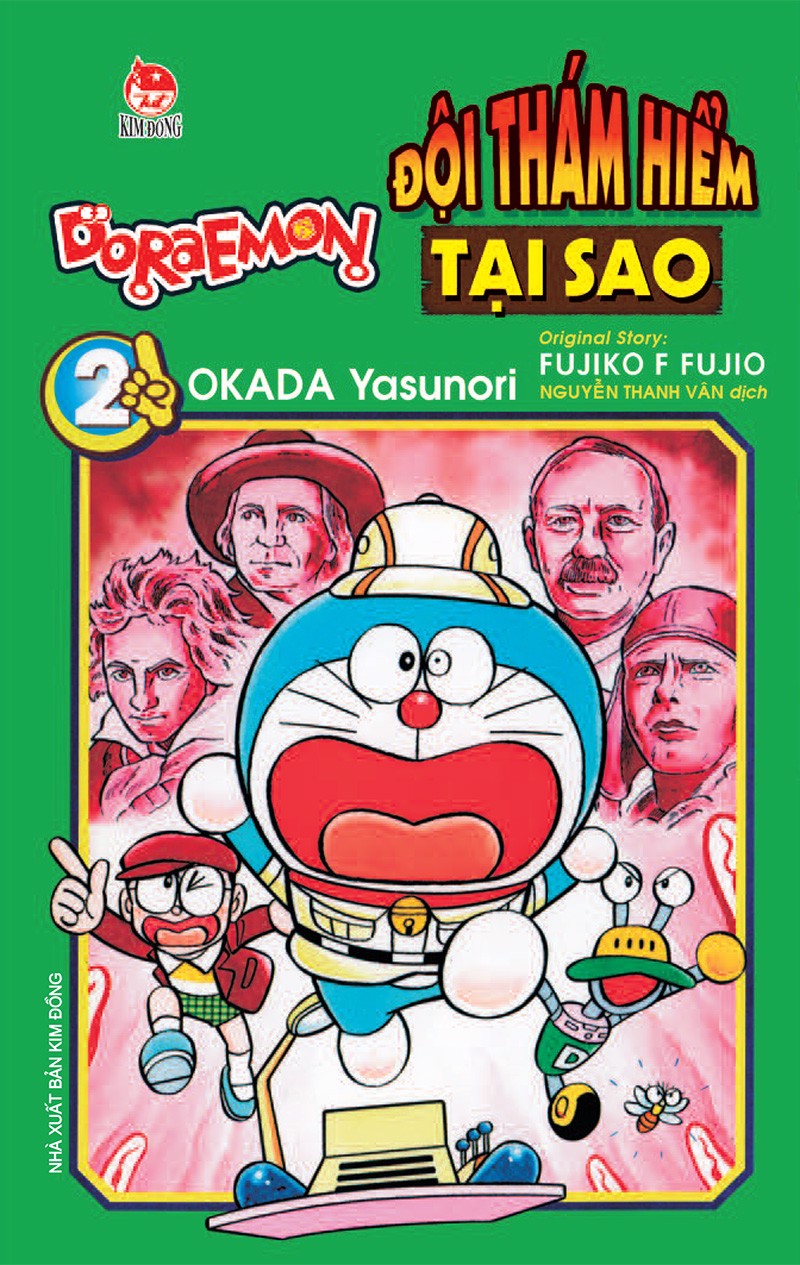 KIM ĐỒNG
ĐỘI THÁM HIỂM
TẠI SAO
DORAEMON
2
OKADA Yasunori
Original Story:
FUJIKO F FUJIO
NGUYỄN THANH VÂN dịch
D
NHÀ XUẤT BẢN KIM ĐỒNG